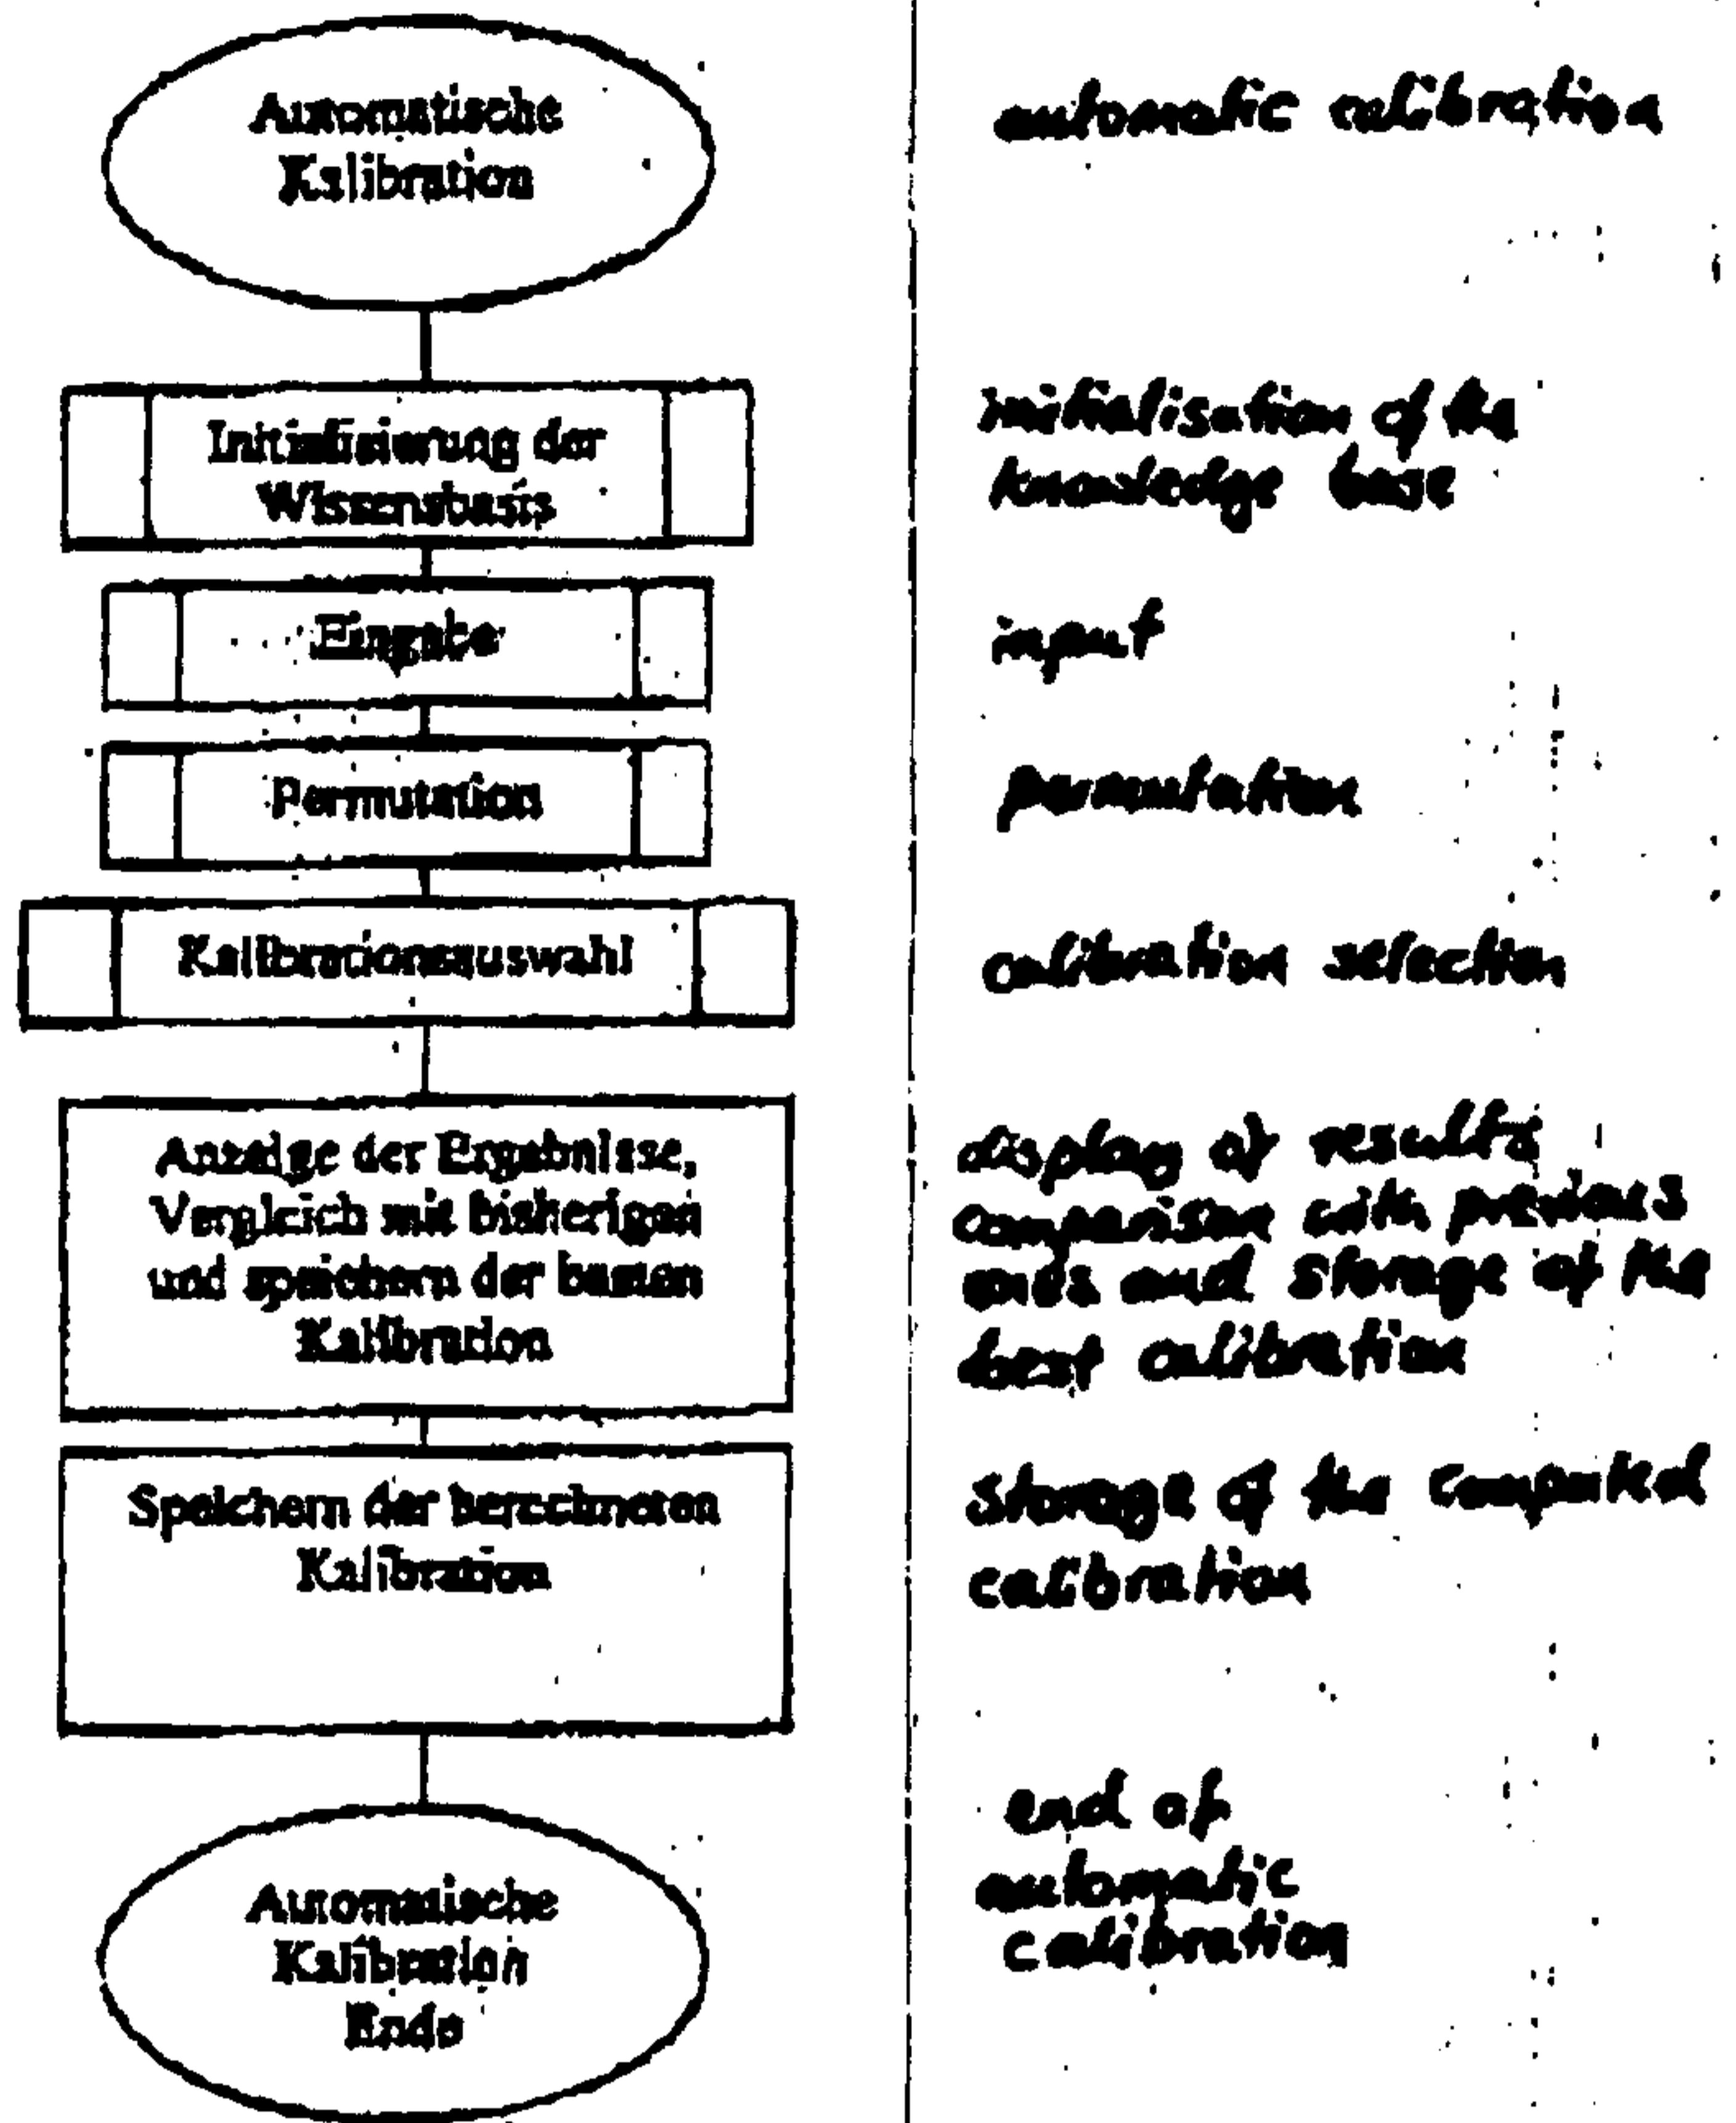 Automatische
Kalibration
automatic calibration
Initialisierung der
Wissensbasis
initialisation of the
knowledge base
Eingabe
input
Permutation
permutation
Kalibrationsauswahl
calibration selection
Anzeige der Ergebnisse,
Vergleich mit bisherigen
und speichern der besten
Kalibration
display of results
comparison with previous
ones and storage of the
best calibration
Speichern der berechneten
Kalibration
storage of the computed
calibration
Automatische
Kalibration
Ende
end of
automatic
calibration